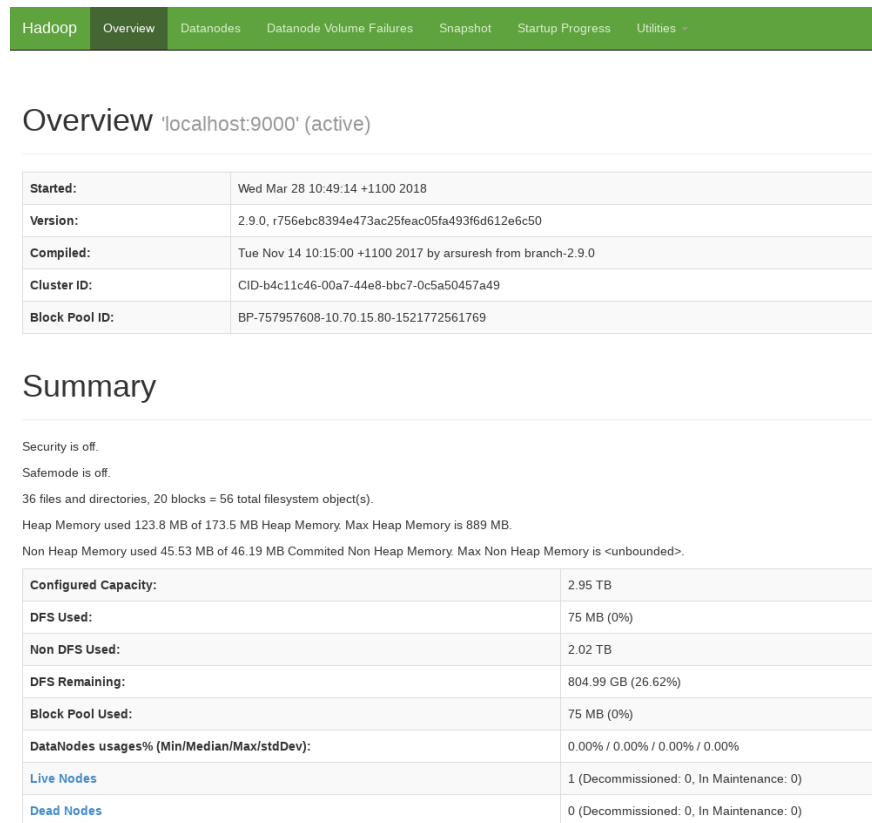 Hadoop Overview Datanodes Datanode Volume Failures Snapshot Startup Progress Utilities
Overview 'localhost:9000' (active)
Started: Wed Mar 28 10:49:14 +1100 2018
Version: 2.9.0, r756ebc8394e473ac25feac05fa493f6d612e6c50
Compiled: Tue Nov 14 10:15:00 +1100 2017 by arsuresh from branch-2.9.0
Cluster ID: CID-b4c11c46-00a7-44e8-bbc7-0c5a50457a49
Block Pool ID: BP-757957608-10.70.15.80-1521772561769
Summary
Security is off.
Safemode is off.
36 files and directories, 20 blocks = 56 total filesystem object(s).
Heap Memory used 123.8 MB of 173.5 MB Heap Memory. Max Heap Memory is 889 MB.
Non Heap Memory used 45.53 MB of 46.19 MB Commited Non Heap Memory. Max Non Heap Memory is <unbounded>.
Configured Capacity: 2.95 TB
DFS Used: 75 MB (0%)
Non DFS Used: 2.02 TB
DFS Remaining: 804.99 GB (26.62%)
Block Pool Used: 75 MB (0%)
DataNodes usages% (Min/Median/Max/stdDev): 0.00% / 0.00% / 0.00% / 0.00%
Live Nodes 1 (Decommissioned: 0, In Maintenance: 0)
Dead Nodes 0 (Decommissioned: 0, In Maintenance: 0)